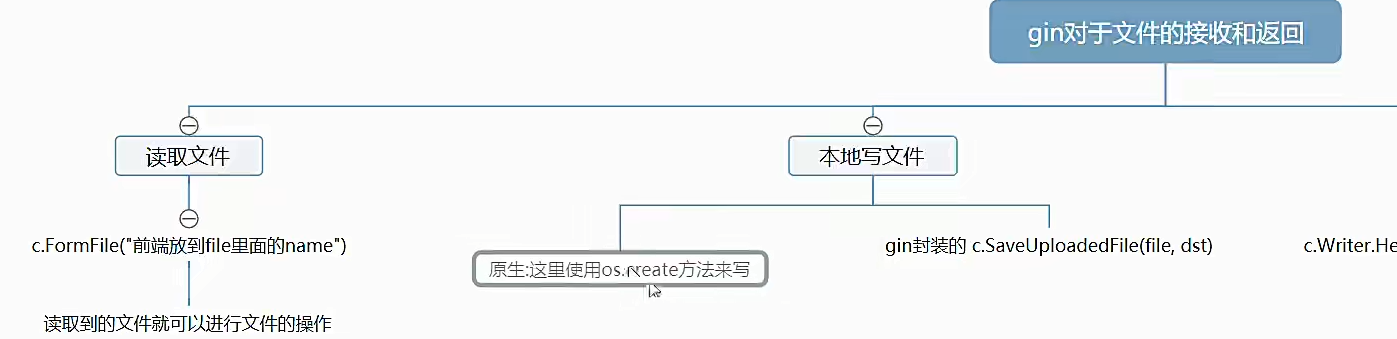 gin对于文件的接收和返回
读取文件
本地写文件
c.FormFile("前端放到file里面的name")
原生:这里使用os.create方法来写
gin封装的 c.SaveUploadedFile(file, dst)
c.Writer.He
读取到的文件就可以进行文件的操作